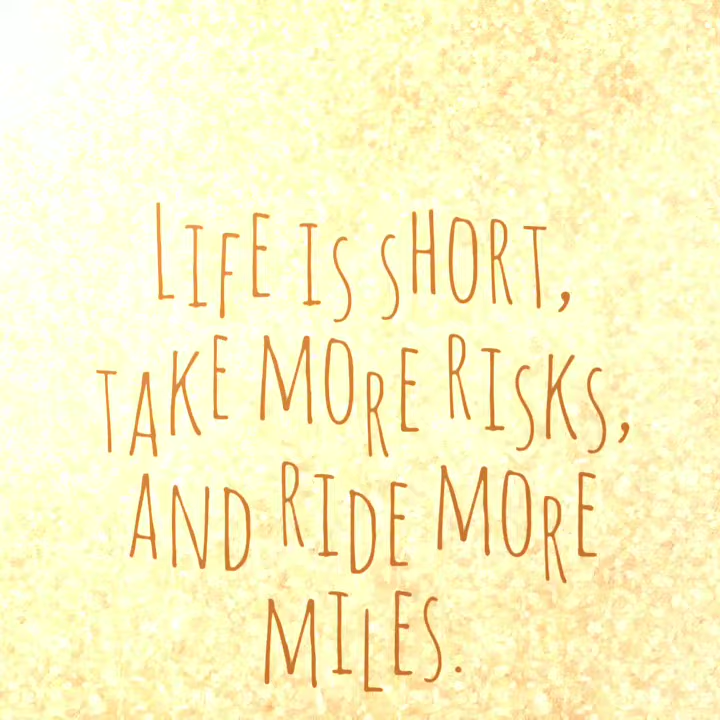 LIFE IS SHORT,
TAKE MORE RISKS,
AND RIDE MORE
MILES.